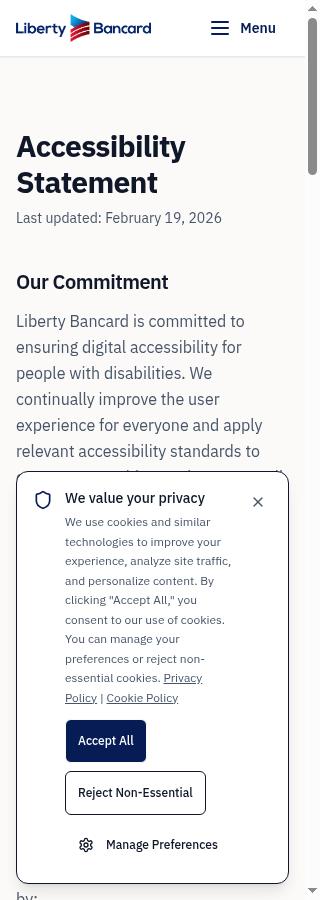 Liberty Bancard
Menu
Accessibility
Statement
Last updated: February 19, 2026
Our Commitment
Liberty Bancard is committed to
ensuring digital accessibility for
people with disabilities. We
continually improve the user
experience for everyone and apply
relevant accessibility standards to
We value your privacy
We use cookies and similar
technologies to improve your
experience, analyze site traffic,
and personalize content. By
clicking "Accept All," you
consent to our use of cookies.
You can manage your
preferences or reject non-
essential cookies. Privacy
Policy | Cookie Policy
Accept All
Reject Non-Essential
Manage Preferences
by: